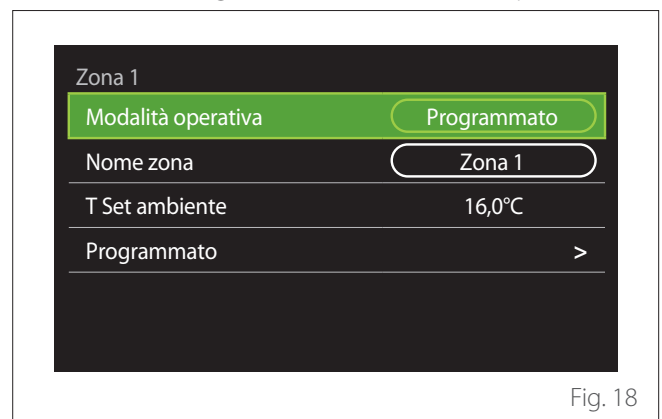 Zona 1
Modalità operativa Programmato
Nome zona Zona 1
T Set ambiente 16,0°C
Programmato >
Fig. 18